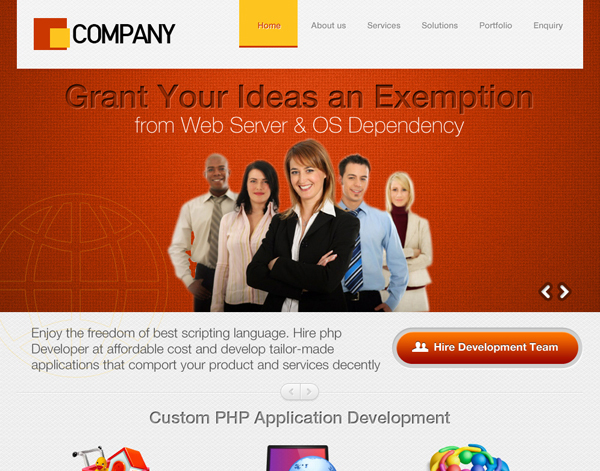 COMPANY
Home About us Services Solutions Portfolio Enquiry
Grant Your Ideas an Exemption
from Web Server & OS Dependency
Enjoy the freedom of best scripting language. Hire php
Developer at affordable cost and develop tailor-made
applications that comport your product and services decently
Hire Development Team
Custom PHP Application Development